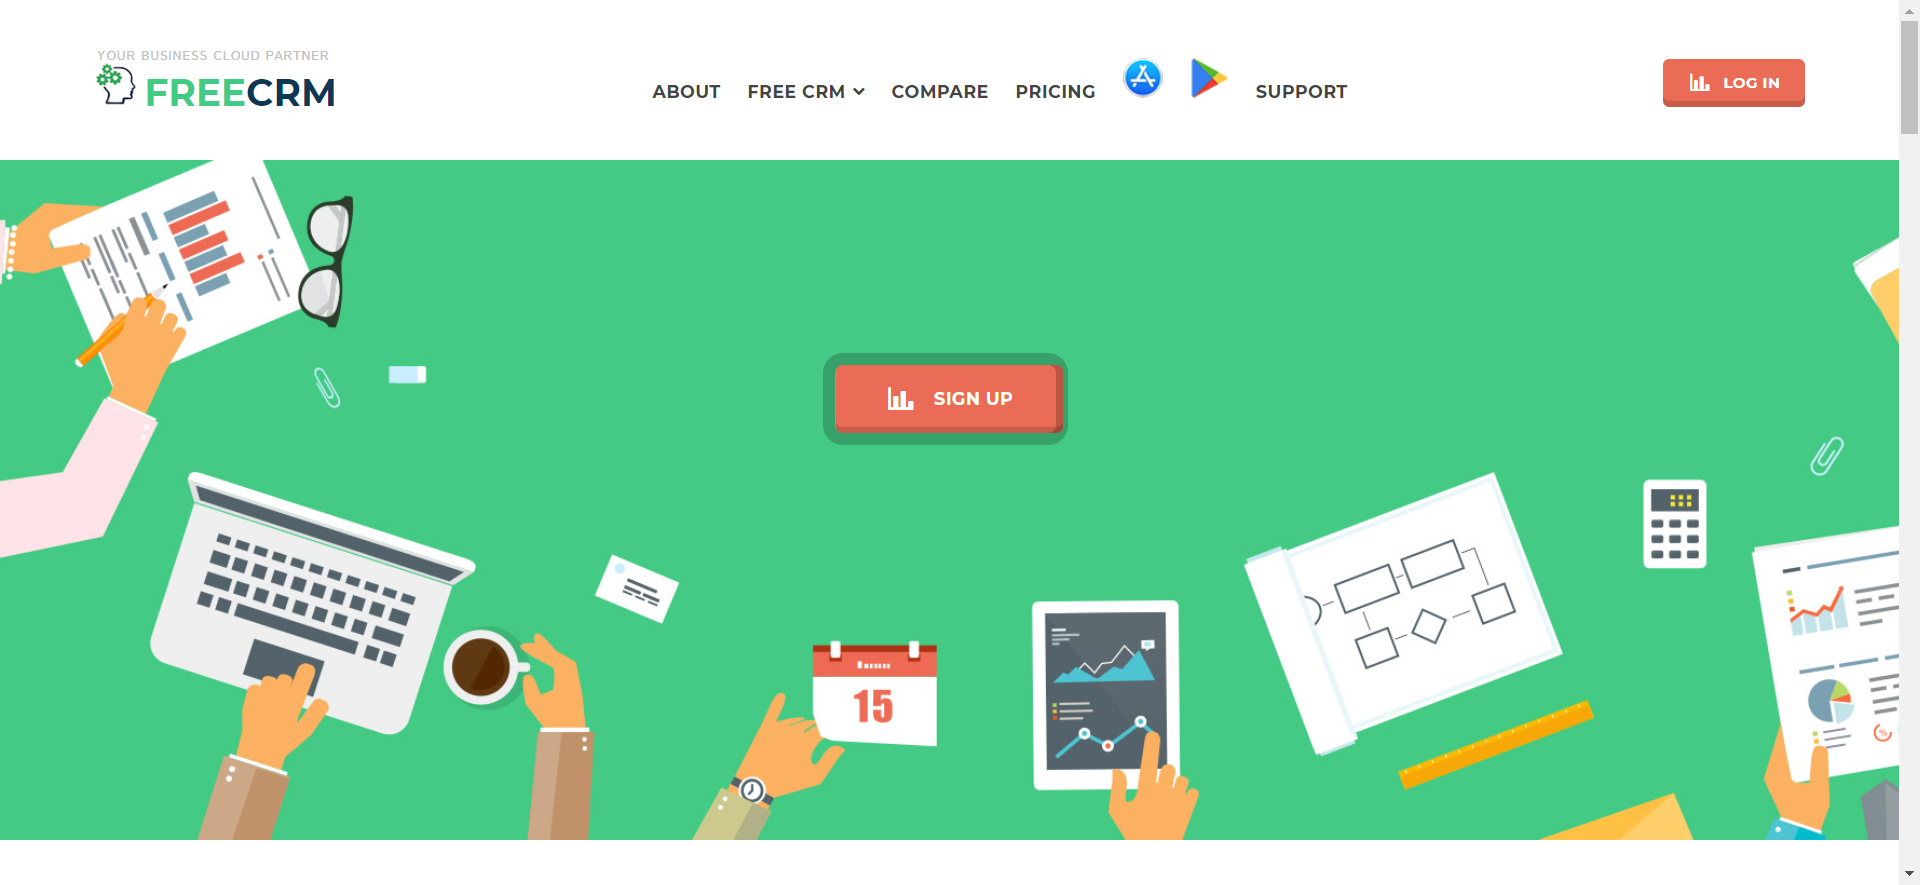 YOUR BUSINESS CLOUD PARTNER
FREECRM
ABOUT
FREE CRM
COMPARE
PRICING
SUPPORT
LOG IN
SIGN UP
15
%